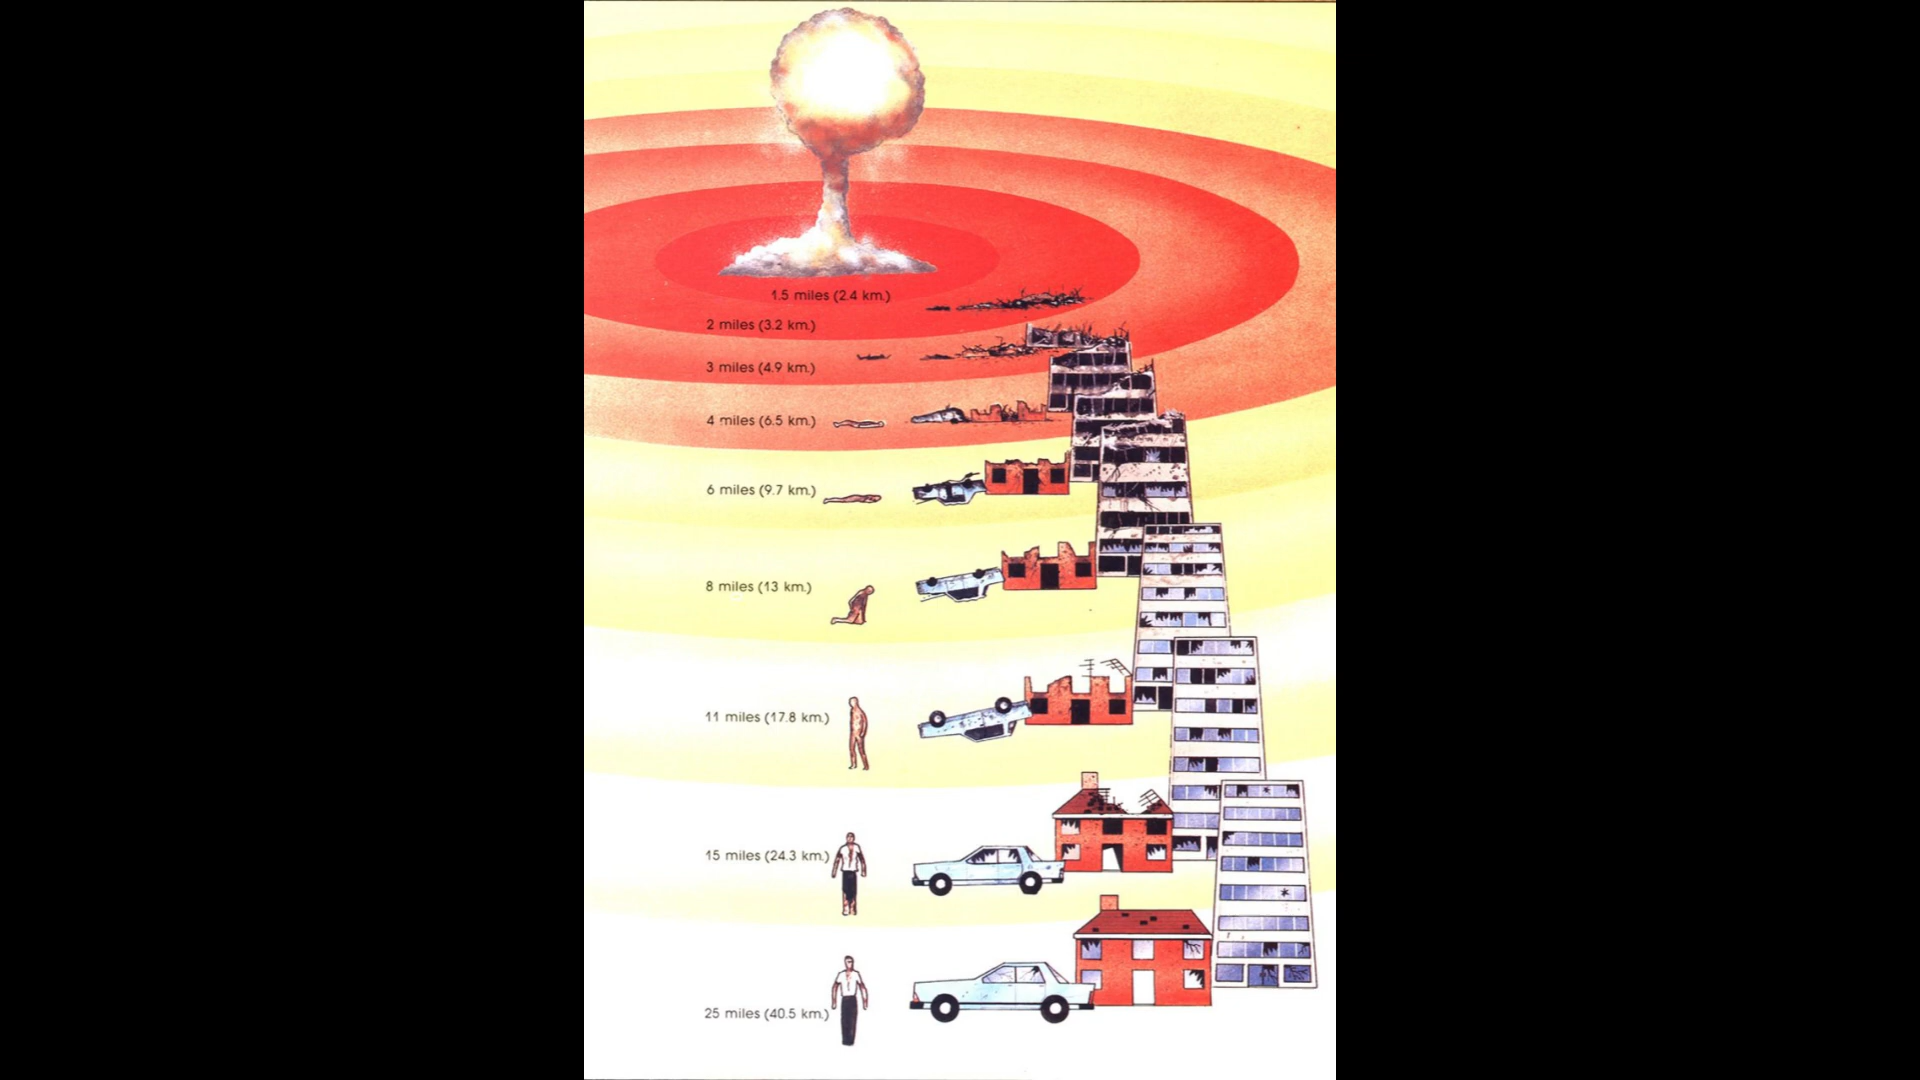 1.5 miles (2.4 km.)
2 miles (3.2 km.)
3 miles (4.9 km.)
4 miles (6.5 km.)
6 miles (9.7 km.)
8 miles (13 km.)
11 miles (17.8 km.)
15 miles (24.3 km.)
25 miles (40.5 km.)